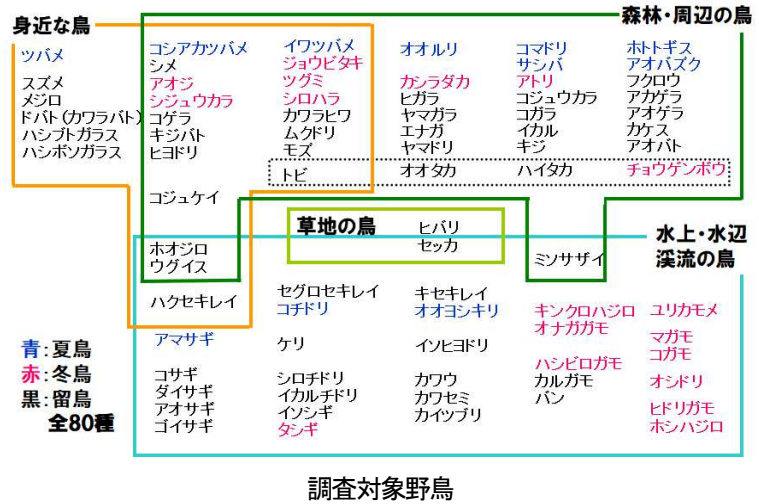 身近な鳥
森林・周辺の鳥
ツバメ
スズメ
メジロ
ドバト(カワラバト)
ハシブトガラス
ハシボソガラス
コシアカツバメ
シメ
アオジ
シジュウカラ
コゲラ
キジバト
ヒヨドリ
コジュケイ
イワツバメ
ジョウビタキ
ツグミ
シロハラ
カワラヒワ
ムクドリ
モズ
トビ
オオルリ
カシラダカ
ヒガラ
ヤマガラ
エナガ
ヤマドリ
オオタカ
コマドリ
サシバ
アトリ
コジュウカラ
コガラ
イカル
キジ
ハイタカ
ホトトギス
アオバズク
フクロウ
アカゲラ
アオゲラ
カケス
アオバト
チョウゲンボウ
草地の鳥
ヒバリ
セッカ
水上・水辺
渓流の鳥
ホオジロ
ウグイス
ミソサザイ
ハクセキレイ
アマサギ
コサギ
ダイサギ
アオサギ
ゴイサギ
セグロセキレイ
コチドリ
ケリ
シロチドリ
イカルチドリ
イソシギ
タシギ
キセキレイ
オオヨシキリ
イソヒヨドリ
カワウ
カワセミ
カイツブリ
キンクロハジロ
オナガガモ
ハシビロガモ
カルガモ
バン
ユリカモメ
マガモ
コガモ
オシドリ
ヒドリガモ
ホシハジロ
青:夏鳥
赤:冬鳥
黒:留鳥
全80種
調査対象野鳥